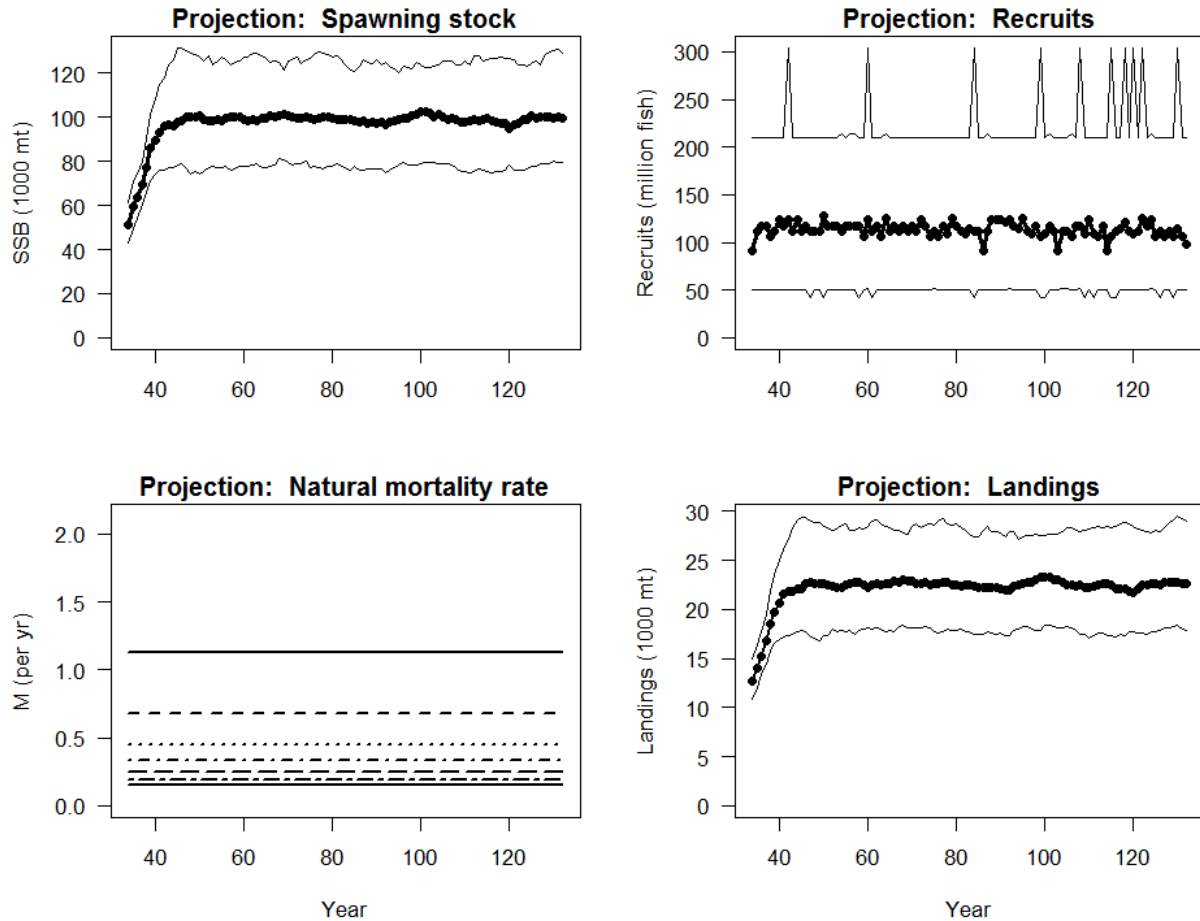 Projection: Spawning stock
SSB (1000 mt)
120
100
80
60
40
20
0
40 60 80 100 120
Projection: Recruits
Recruits (million fish)
300
250
200
150
100
50
0
40 60 80 100 120
Projection: Natural mortality rate
M (per yr)
2.0
1.5
1.0
0.5
0.0
40 60 80 100 120
Year
Projection: Landings
Landings (1000 mt)
30
25
20
15
10
5
0
40 60 80 100 120
Year